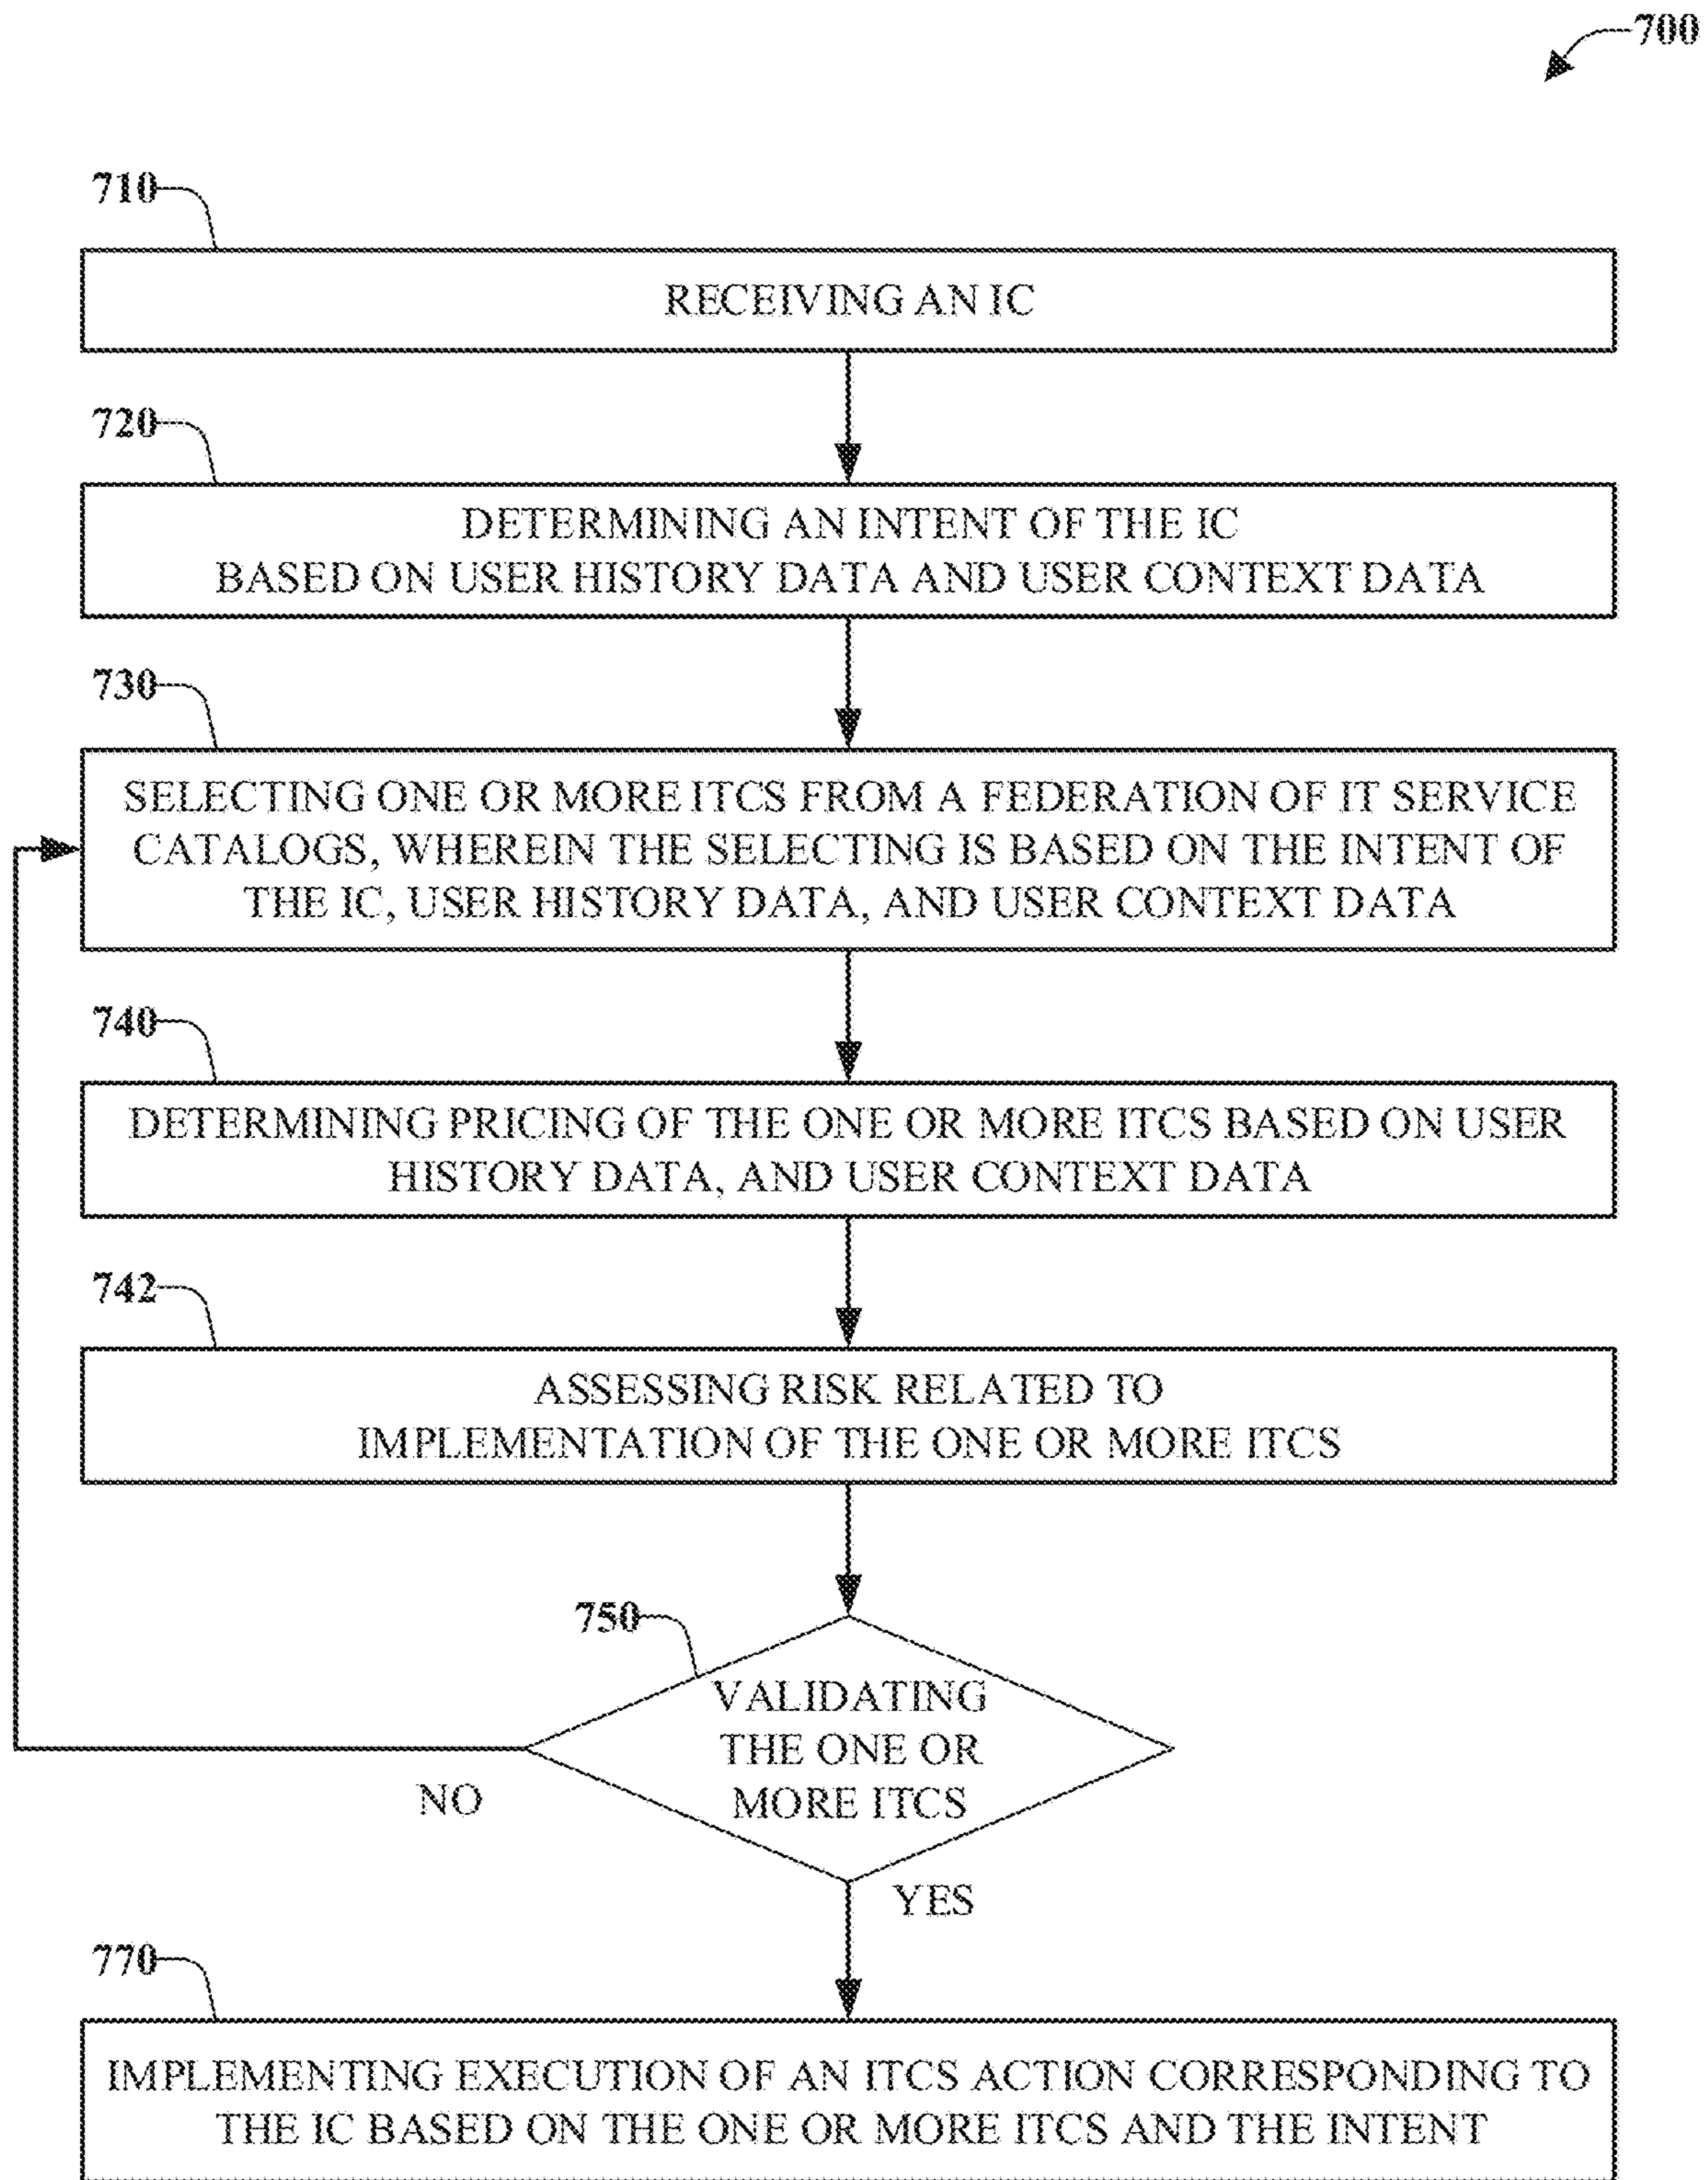 700
710
RECEIVING AN IC
720
DETERMINING AN INTENT OF THE IC
BASED ON USER HISTORY DATA AND USER CONTEXT DATA
730
SELECTING ONE OR MORE ITCS FROM A FEDERATION OF IT SERVICE
CATALOGS, WHEREIN THE SELECTING IS BASED ON THE INTENT OF
THE IC, USER HISTORY DATA, AND USER CONTEXT DATA
740
DETERMINING PRICING OF THE ONE OR MORE ITCS BASED ON USER
HISTORY DATA, AND USER CONTEXT DATA
742
ASSESSING RISK RELATED TO
IMPLEMENTATION OF THE ONE OR MORE ITCS
750
VALIDATING
THE ONE OR
MORE ITCS
NO
YES
770
IMPLEMENTING EXECUTION OF AN ITCS ACTION CORRESPONDING TO
THE IC BASED ON THE ONE OR MORE ITCS AND THE INTENT